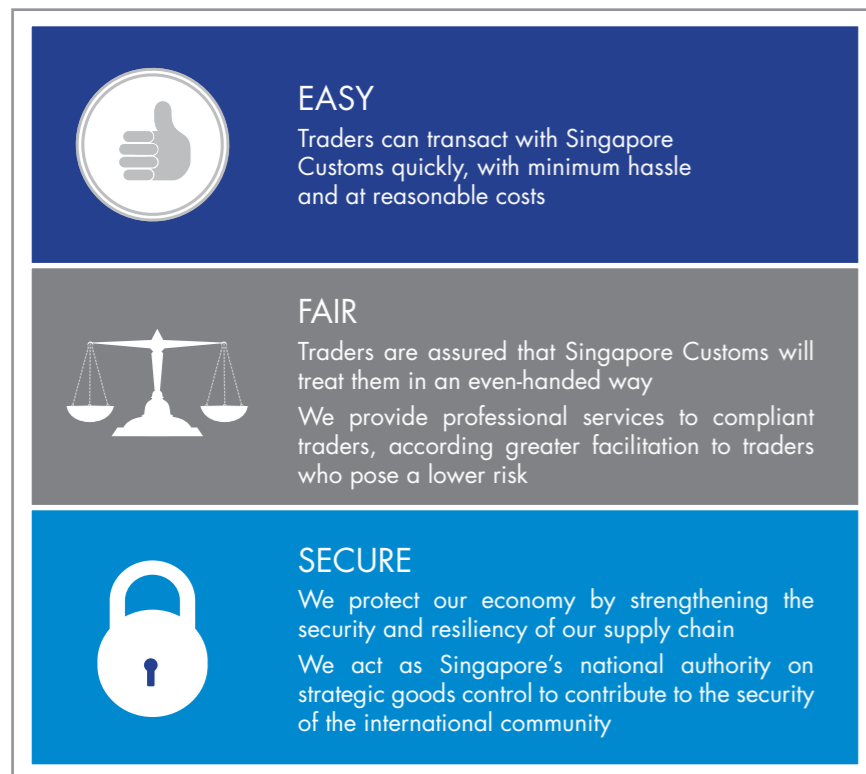 EASY
Traders can transact with Singapore
Customs quickly, with minimum hassle
and at reasonable costs
FAIR
Traders are assured that Singapore Customs will
treat them in an even-handed way
We provide professional services to compliant
traders, according greater facilitation to traders
who pose a lower risk
SECURE
We protect our economy by strengthening the
security and resiliency of our supply chain
We act as Singapore's national authority on
strategic goods control to contribute to the security
of the international community